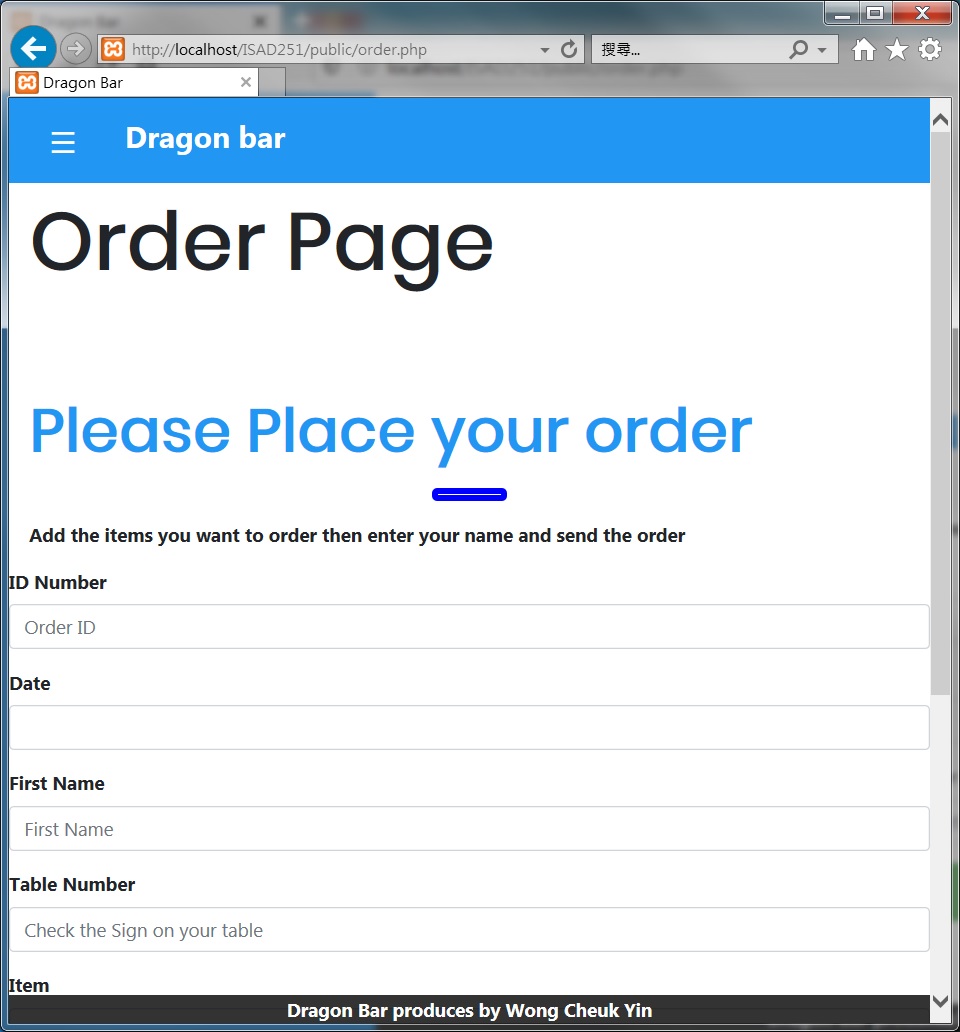 http://localhost/ISAD251/public/order.php
搜尋...
Dragon Bar
☰ Dragon bar
Order Page
Please Place your order
Add the items you want to order then enter your name and send the order
ID Number
Order ID
Date
First Name
First Name
Table Number
Check the Sign on your table
Item
Dragon Bar produces by Wong Cheuk Yin